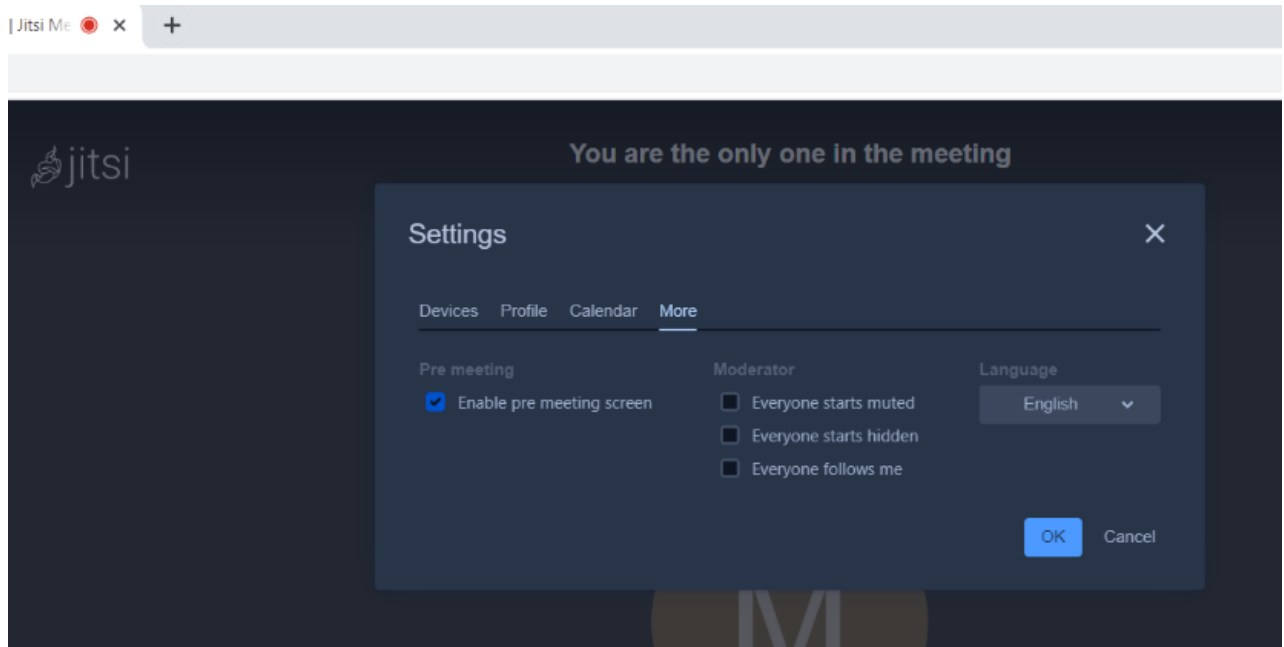 | Jitsi Me
jitsi
You are the only one in the meeting
Settings
Devices Profile Calendar More
Pre meeting Moderator Language
Enable pre meeting screen Everyone starts muted English
Everyone starts hidden
Everyone follows me
OK Cancel
M